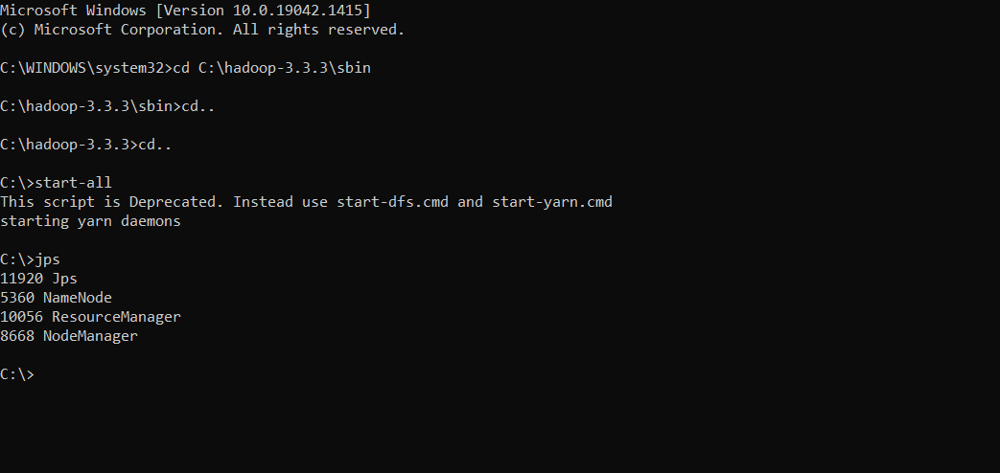 Microsoft Windows [Version 10.0.19042.1415]
(c) Microsoft Corporation. All rights reserved.
C:\WINDOWS\system32>cd C:\hadoop-3.3.3\sbin
C:\hadoop-3.3.3\sbin>cd..
C:\hadoop-3.3.3>cd..
C:\>start-all
This script is Deprecated. Instead use start-dfs.cmd and start-yarn.cmd
starting yarn daemons
C:\>jps
11920 Jps
5360 NameNode
10056 ResourceManager
8668 NodeManager
C:\>